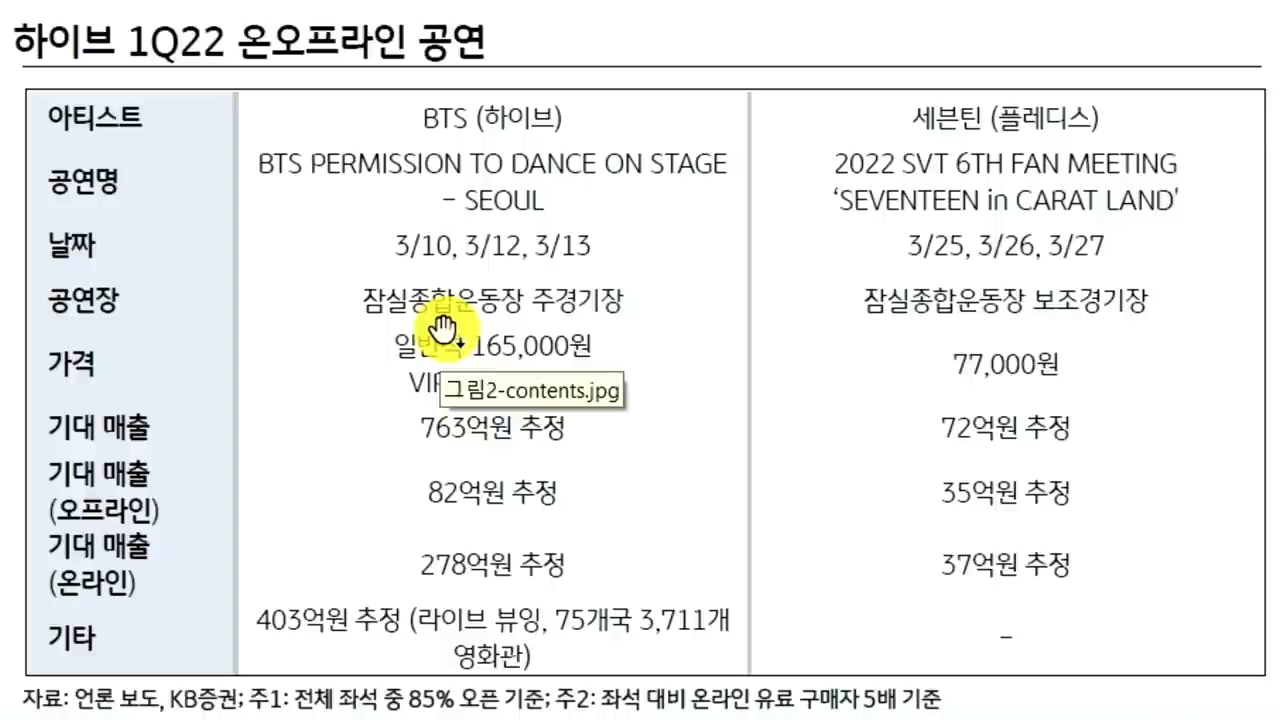 하이브 1Q22 온오프라인 공연
아티스트 BTS (하이브) 세븐틴 (플레디스)
공연명 BTS PERMISSION TO DANCE ON STAGE
– SEOUL
2022 SVT 6TH FAN MEETING
‘SEVENTEEN in CARAT LAND'
날짜 3/10, 3/12, 3/13 3/25, 3/26, 3/27
공연장 잠실종합운동장 주경기장 잠실종합운동장 보조경기장
가격 165,000원
77,000원
그림2-contents.jpg
기대 매출 763억원 추정 72억원 추정
기대 매출
(오프라인) 82억원 추정 35억원 추정
기대 매출
(온라인) 278억원 추정 37억원 추정
기타 403억원 추정 (라이브 뷰잉, 75개국 3,711개
영화관)
–
자료: 언론 보도, KB증권; 주1: 전체 좌석 중 85% 오픈 기준; 주2: 좌석 대비 온라인 유료 구매자 5배 기준